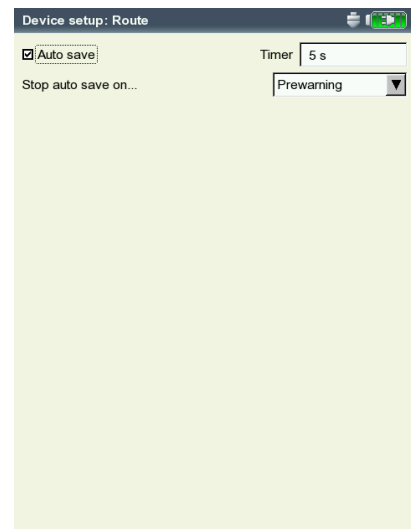 Device setup: Route
Auto save Timer 5 s
Stop auto save on... Prewarning